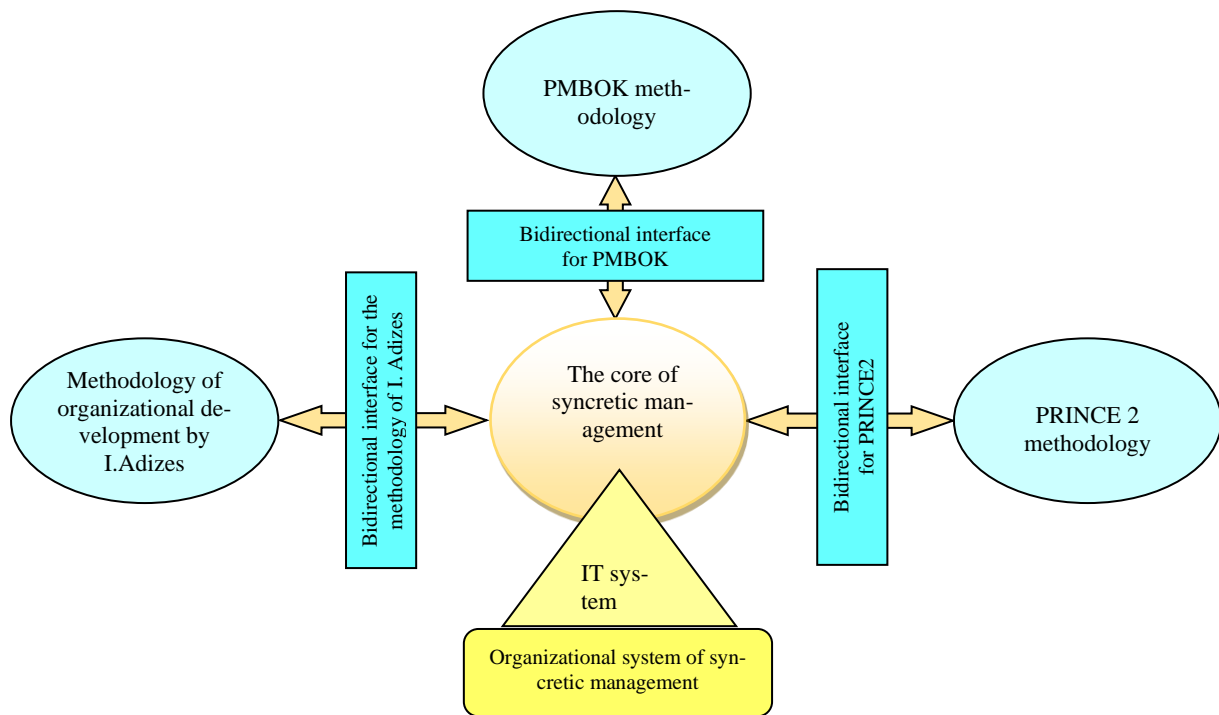 PMBOK meth-
odology
Bidirectional interface
for PMBOK
Bidirectional interface for the
methodology of I. Adizes
Methodology of
organizational de-
velopment by
I.Adizes
The core of
syncretic man-
agement
Bidirectional interface
for PRINCE2
PRINCE 2
methodology
IT sys-
tem
Organizational system of syn-
cretic management